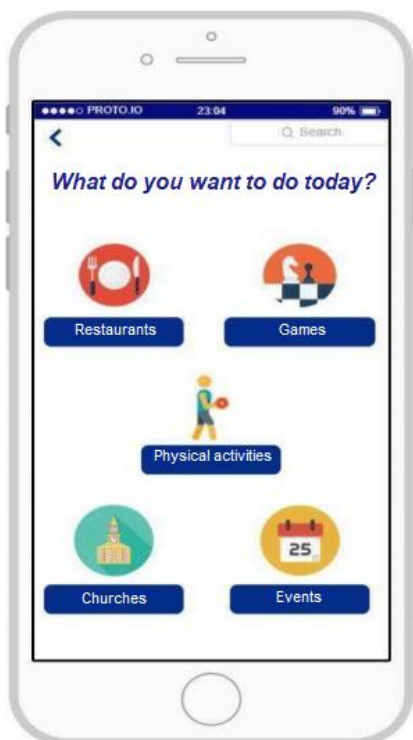 PROTO.IO 23:04 90%
Search
What do you want to do today?
Restaurants Games
Physical activities
25
Churches Events